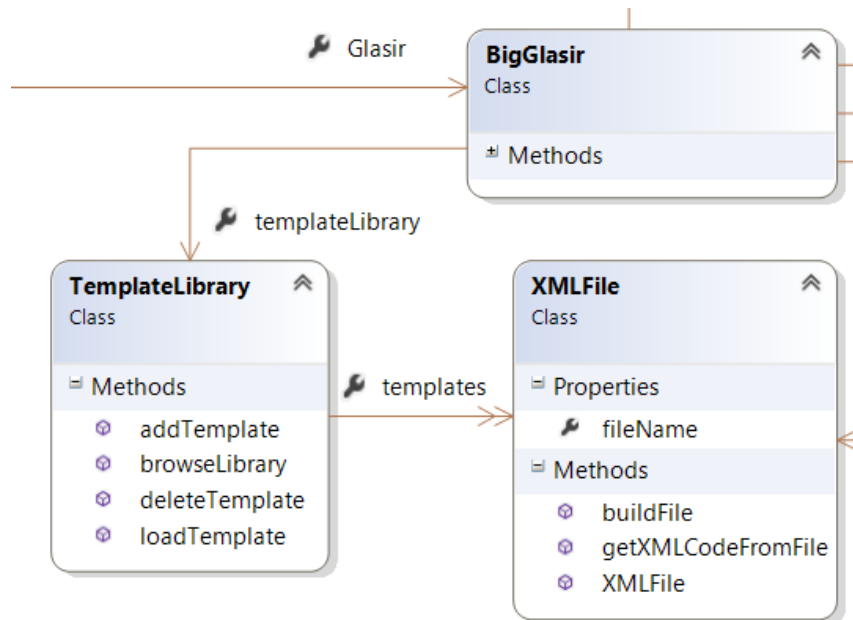 Glasir
BigGlasir
Class
Methods
templateLibrary
TemplateLibrary
Class
Methods
addTemplate
browseLibrary
deleteTemplate
loadTemplate
templates
XMLFile
Class
Properties
fileName
Methods
buildFile
getXMLCodeFromFile
XMLFile